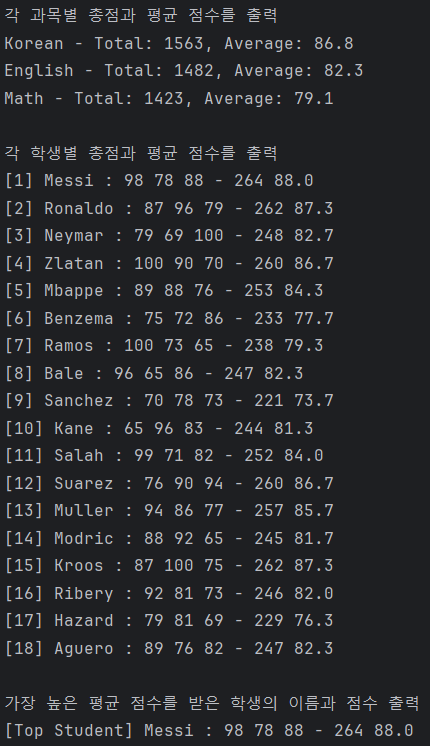 각 과목별 총점과 평균 점수를 출력
Korean - Total: 1563, Average: 86.8
English - Total: 1482, Average: 82.3
Math - Total: 1423, Average: 79.1
각 학생별 총점과 평균 점수를 출력
[1] Messi : 98 78 88 - 264 88.0
[2] Ronaldo : 87 96 79 - 262 87.3
[3] Neymar : 79 69 100 - 248 82.7
[4] Zlatan : 100 90 70 - 260 86.7
[5] Mbappe : 89 88 76 - 253 84.3
[6] Benzema : 75 72 86 - 233 77.7
[7] Ramos : 100 73 65 - 238 79.3
[8] Bale : 96 65 86 - 247 82.3
[9] Sanchez : 70 78 73 - 221 73.7
[10] Kane : 65 96 83 - 244 81.3
[11] Salah : 99 71 82 - 252 84.0
[12] Suarez : 76 90 94 - 260 86.7
[13] Muller : 94 86 77 - 257 85.7
[14] Modric : 88 92 65 - 245 81.7
[15] Kroos : 87 100 75 - 262 87.3
[16] Ribery : 92 81 73 - 246 82.0
[17] Hazard : 79 81 69 - 229 76.3
[18] Aguero : 89 76 82 - 247 82.3
가장 높은 평균 점수를 받은 학생의 이름과 점수 출력
[Top Student] Messi : 98 78 88 - 264 88.0